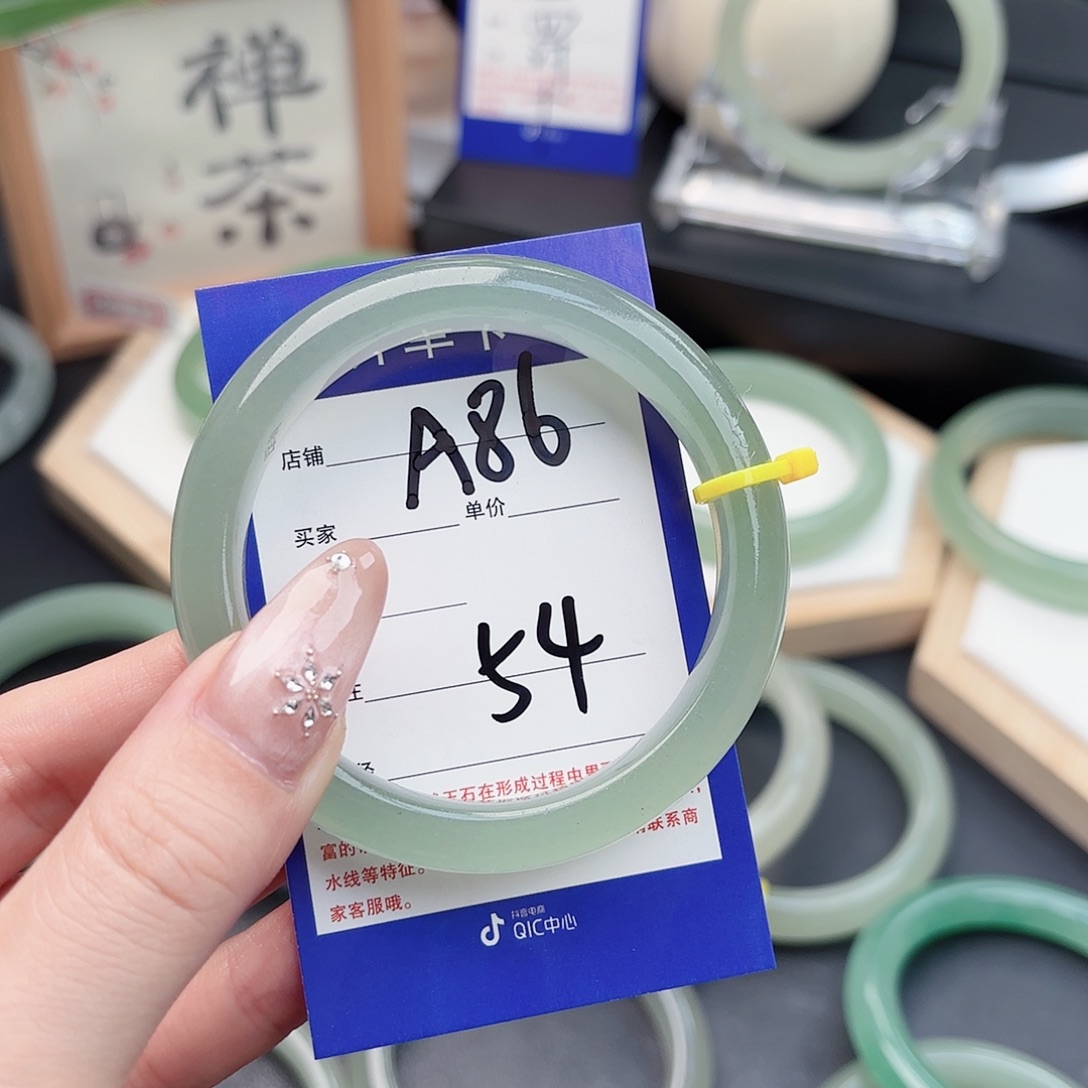 禅
茶
A86
店铺
单价
买家
54
石在形成过程中
富的
联系商
水线等特征。
家客服哦。
抖音电商
QIC中心